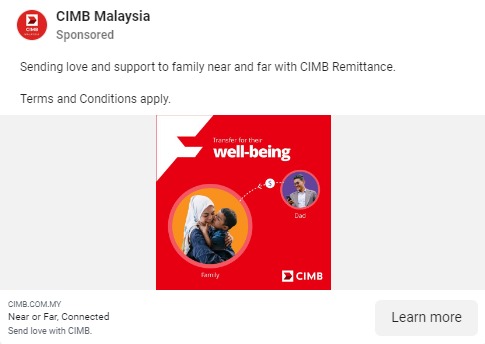 CIMB Malaysia
Sponsored
Sending love and support to family near and far with CIMB Remittance.
Terms and Conditions apply.
Transfer for their
well-being
$
Dad
Family
CIMB
CIMB.COM.MY
Near or Far, Connected
Send love with CIMB.
Learn more